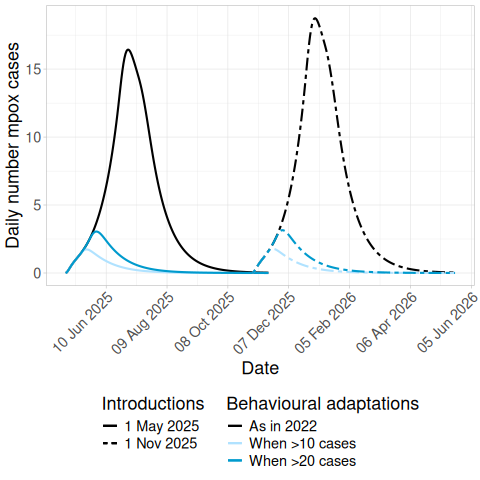 Daily number mpox cases
15
10
5
0
10 Jun 2025
09 Aug 2025
08 Oct 2025
07 Dec 2025
05 Feb 2026
06 Apr 2026
05 Jun 2026
Date
Introductions
1 May 2025
1 Nov 2025
Behavioural adaptations
As in 2022
When >10 cases
When >20 cases